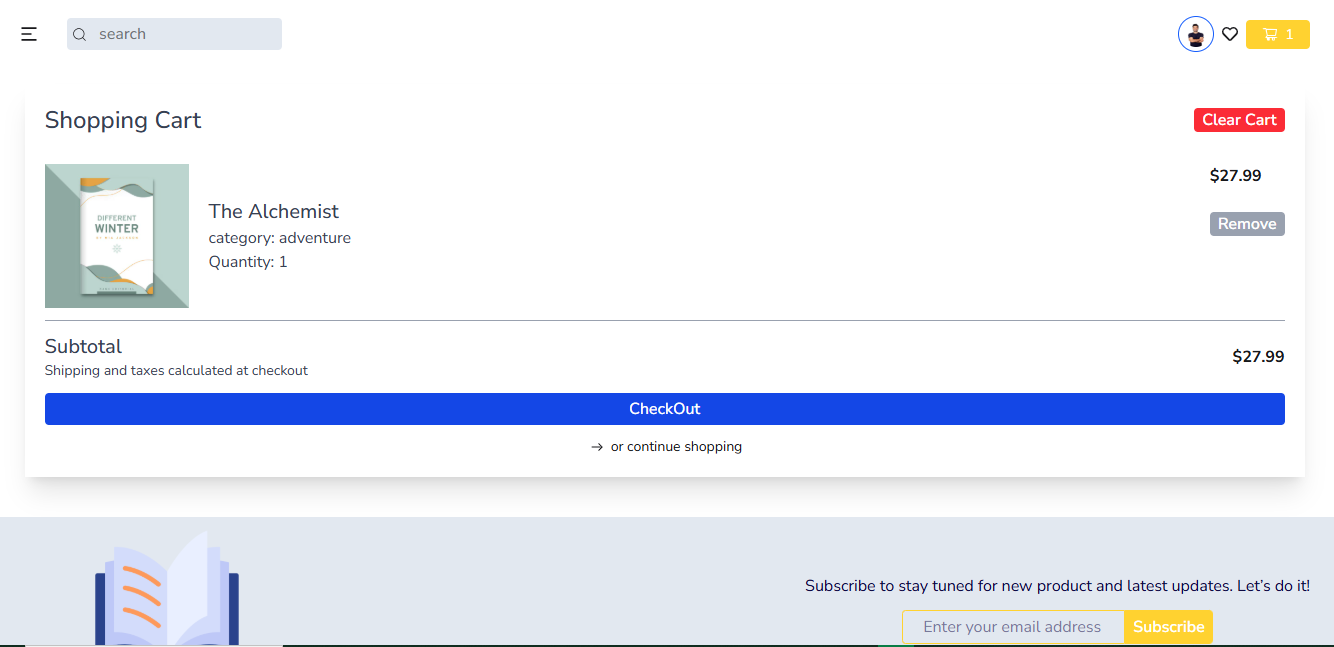 search
1
Shopping Cart
Clear Cart
$27.99
DIFFERENT
WINTER
The Alchemist
category: adventure
Quantity: 1
Remove
Subtotal
Shipping and taxes calculated at checkout
$27.99
CheckOut
→ or continue shopping
Subscribe to stay tuned for new product and latest updates. Let's do it!
Enter your email address
Subscribe